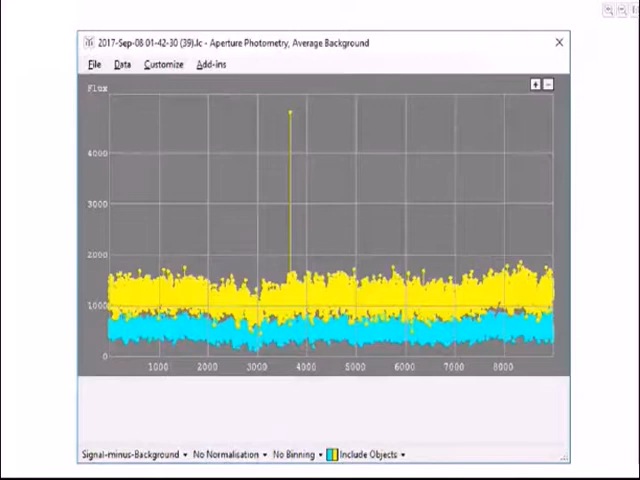 2017-Sep-08 01-42-30 (39).lc - Aperture Photometry, Average Background
File Data Customize Add-ins
Flux
4000
3000
2000
1000
0
1000 2000 3000 4000 5000 6000 7000 8000
Signal-minus-Background No Normalisation No Binning Include Objects